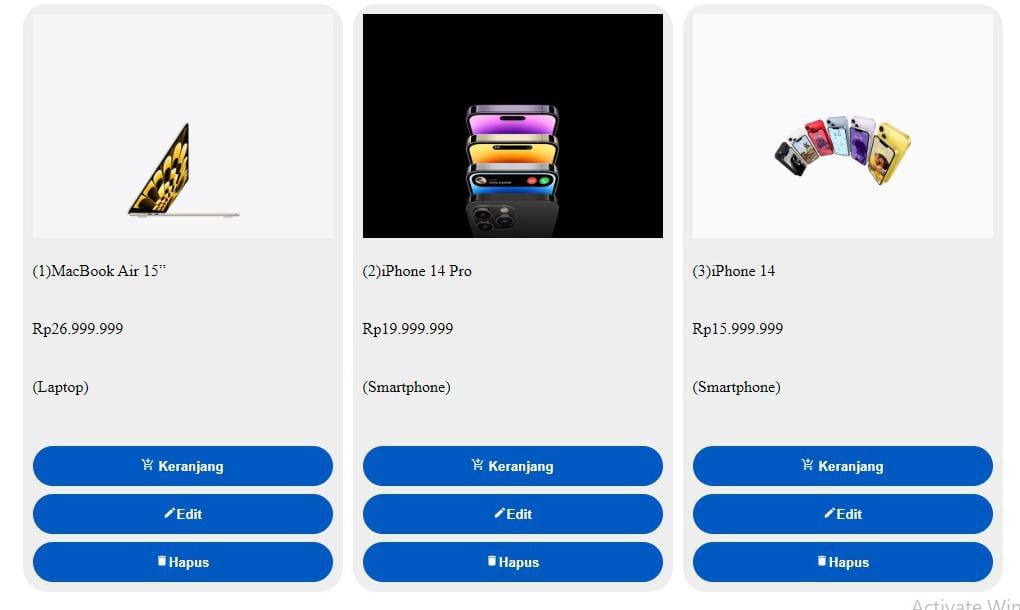 (1)MacBook Air 15”
Rp26.999.999
(Laptop)
Keranjang
Edit
Hapus
(2)iPhone 14 Pro
Rp19.999.999
(Smartphone)
Keranjang
Edit
Hapus
(3)iPhone 14
Rp15.999.999
(Smartphone)
Keranjang
Edit
Hapus
Activate Win